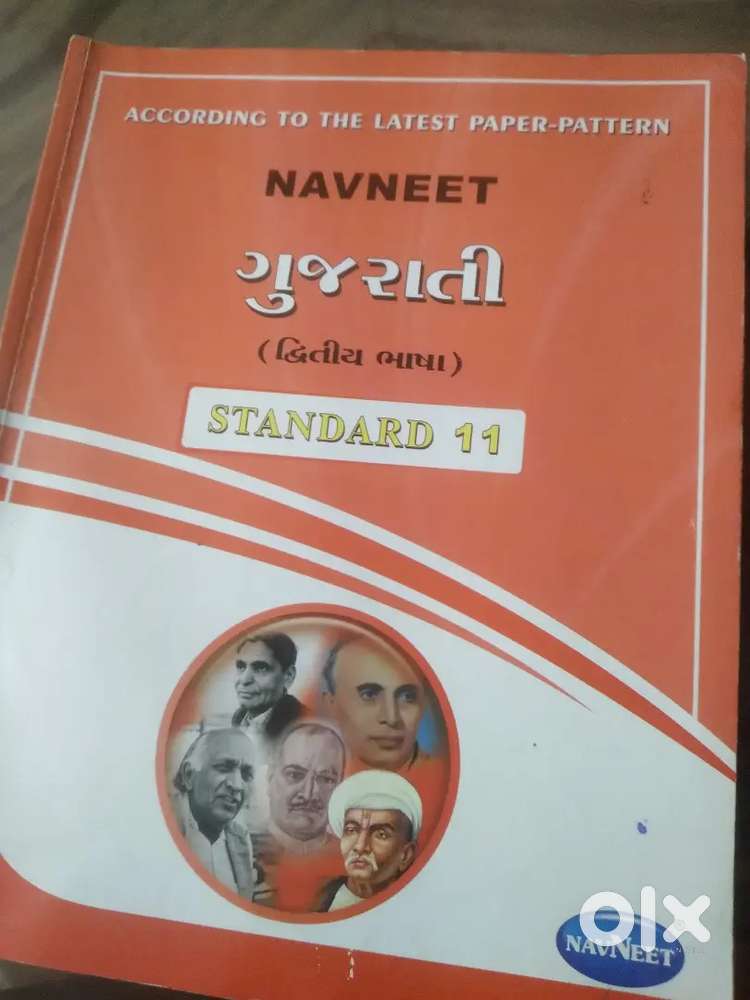 ACCORDING TO THE LATEST PAPER-PATTERN
NAVNEET
ગુજરાતી
(દ્વિતીય ભાષા)
STANDARD 11
olx
NAVNEET